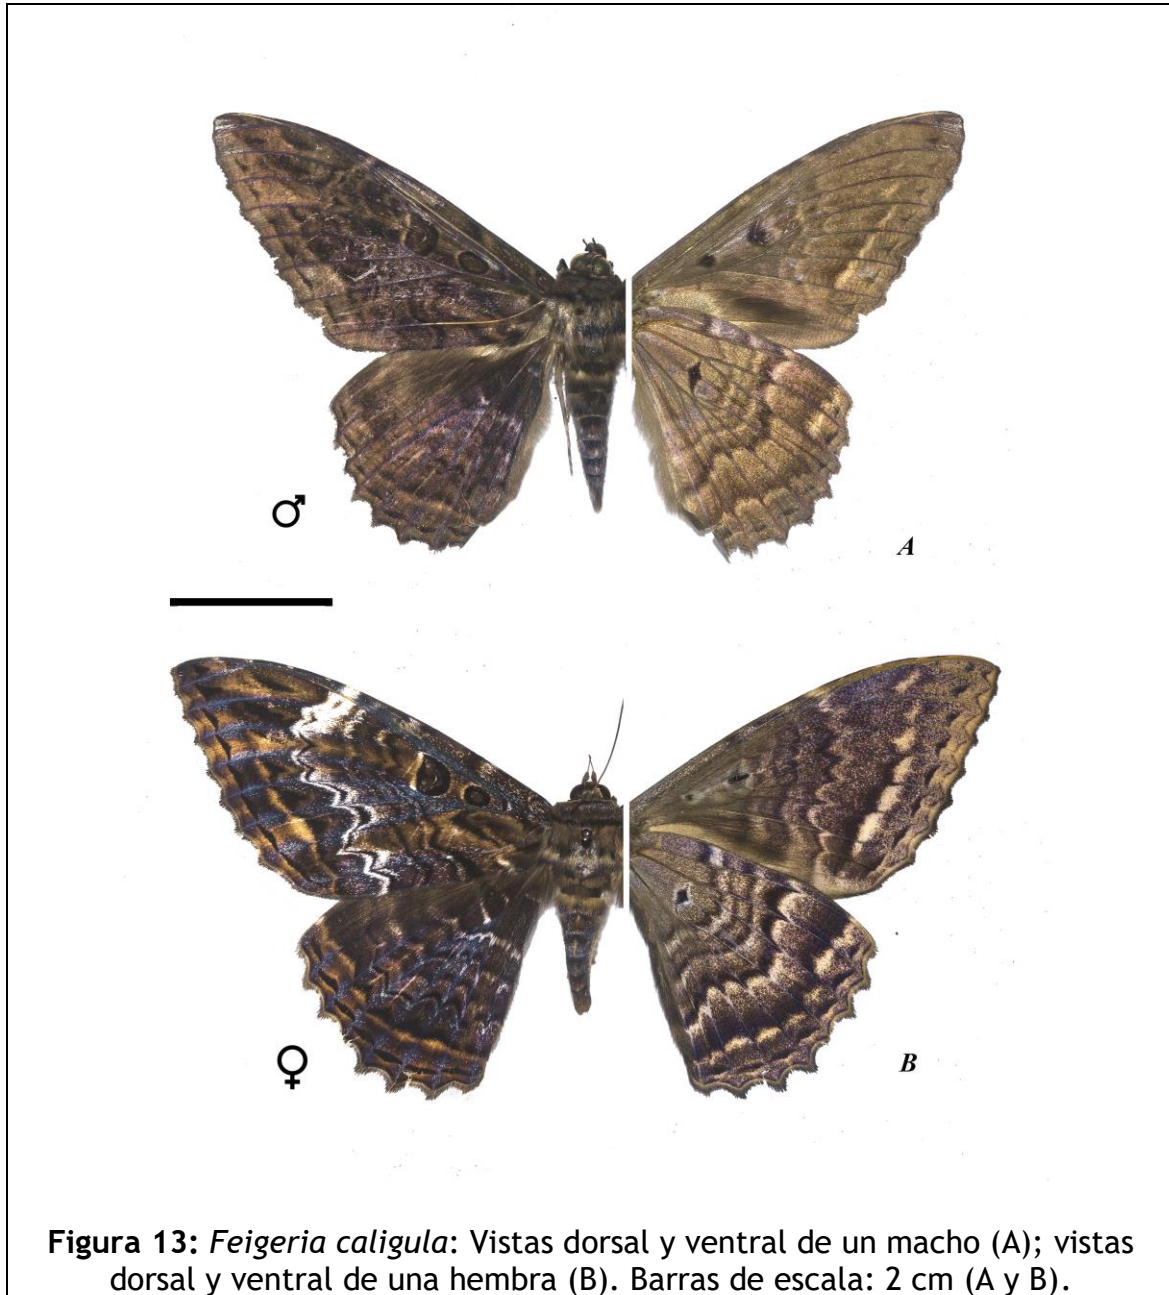 ♂
A
♀
B
Figura 13: Feigeria caligula: Vistas dorsal y ventral de un macho (A); vistas
dorsal y ventral de una hembra (B). Barras de escala: 2 cm (A y B).